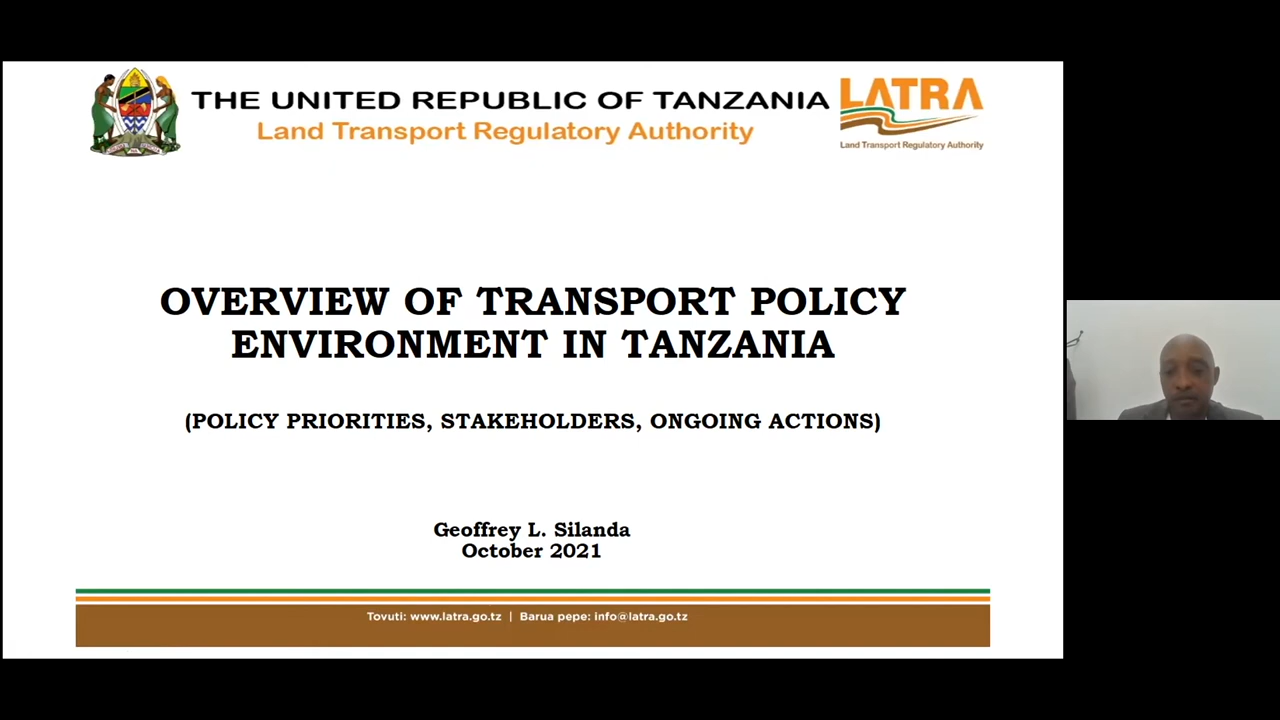 THE UNITED REPUBLIC OF TANZANIA
Land Transport Regulatory Authority
LATRA
Land Transport Regulatory Authority
OVERVIEW OF TRANSPORT POLICY
ENVIRONMENT IN TANZANIA
(POLICY PRIORITIES, STAKEHOLDERS, ONGOING ACTIONS)
Geoffrey L. Silanda
October 2021
Tovuti: www.latra.go.tz | Barua pepe: info@latra.go.tz